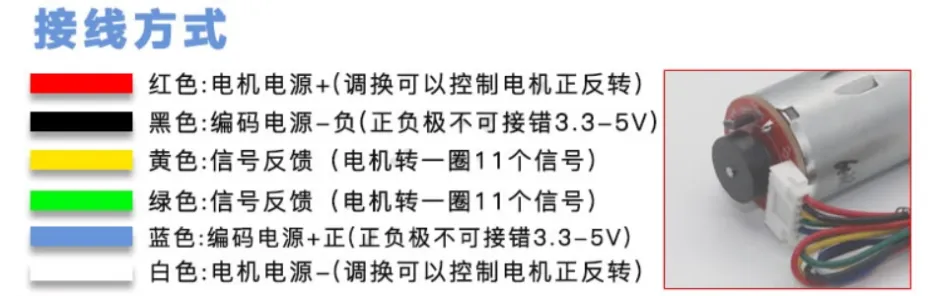 接线方式
红色:电机电源+(调换可以控制电机正反转)
黑色:编码电源-负(正负极不可接错3.3-5V)
黄色:信号反馈（电机转一圈11个信号）
绿色:信号反馈（电机转一圈11个信号）
蓝色:编码电源+正(正负极不可接错3.3-5V)
白色:电机电源-(调换可以控制电机正反转)